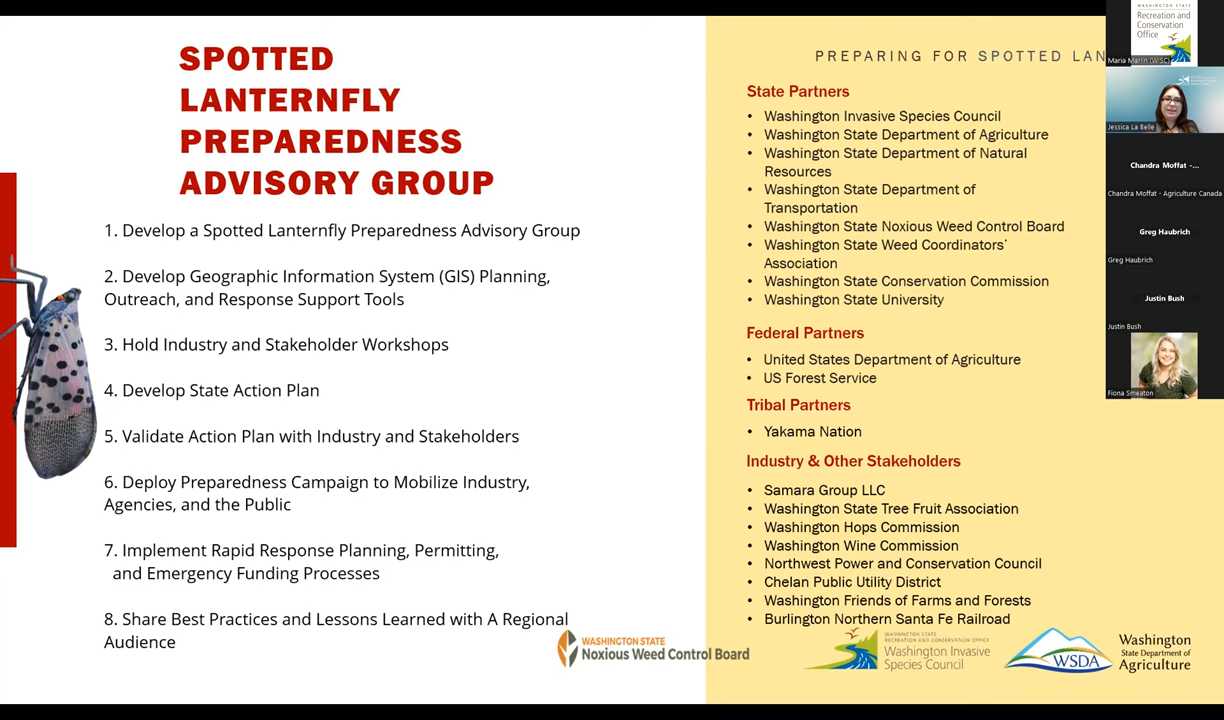 SPOTTED
LANTERNFLY
PREPAREDNESS
ADVISORY GROUP
1. Develop a Spotted Lanternfly Preparedness Advisory Group
2. Develop Geographic Information System (GIS) Planning,
Outreach, and Response Support Tools
3. Hold Industry and Stakeholder Workshops
4. Develop State Action Plan
5. Validate Action Plan with Industry and Stakeholders
6. Deploy Preparedness Campaign to Mobilize Industry,
Agencies, and the Public
7. Implement Rapid Response Planning, Permitting,
and Emergency Funding Processes
8. Share Best Practices and Lessons Learned with A Regional
Audience
PREPARING FOR SPOTTED LAN
State Partners
• Washington Invasive Species Council
• Washington State Department of Agriculture
• Washington State Department of Natural
Resources
• Washington State Department of
Transportation
• Washington State Noxious Weed Control Board
• Washington State Weed Coordinators'
Association
• Washington State Conservation Commission
• Washington State University
Federal Partners
• United States Department of Agriculture
• US Forest Service
Tribal Partners
• Yakama Nation
Industry & Other Stakeholders
• Samara Group LLC
• Washington State Tree Fruit Association
• Washington Hops Commission
• Washington Wine Commission
• Northwest Power and Conservation Council
• Chelan Public Utility District
• Washington Friends of Farms and Forests
• Burlington Northern Santa Fe Railroad
WASHINGTON STATE
Noxious Weed Control Board
WASHINGTON STATE
RECREATION AND CONSERVATION OFFICE
Washington Invasive
Species Council
WSDA
Washington
State Department of
Agriculture
WASHINGTON STATE
Recreation and
Conservation
Office
Maria Marlin (WISC)
Jessica La Belle
Chandra Moffat -...
Chandra Moffat - Agriculture Canada
Greg Haubrich
Greg Haubrich
Justin Bush
Justin Bush
Fiona Smeaton